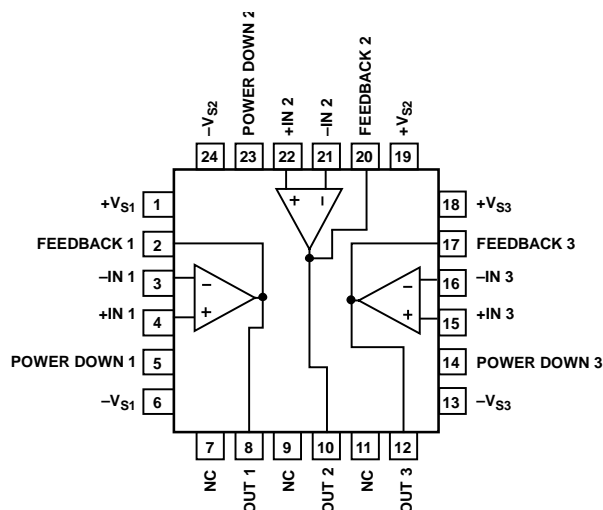 –VS2
POWER DOWN 2
+IN 2
–IN 2
FEEDBACK 2
+VS2
24 23 22 21 20 19
+VS1 1
FEEDBACK 1 2
–IN 1 3
+IN 1 4
POWER DOWN 1 5
–VS1 6
+ –
– +
– +
18 +VS3
17 FEEDBACK 3
16 –IN 3
15 +IN 3
14 POWER DOWN 3
13 –VS3
7 8 9 10 11 12
NC
OUT 1
NC
OUT 2
NC
OUT 3